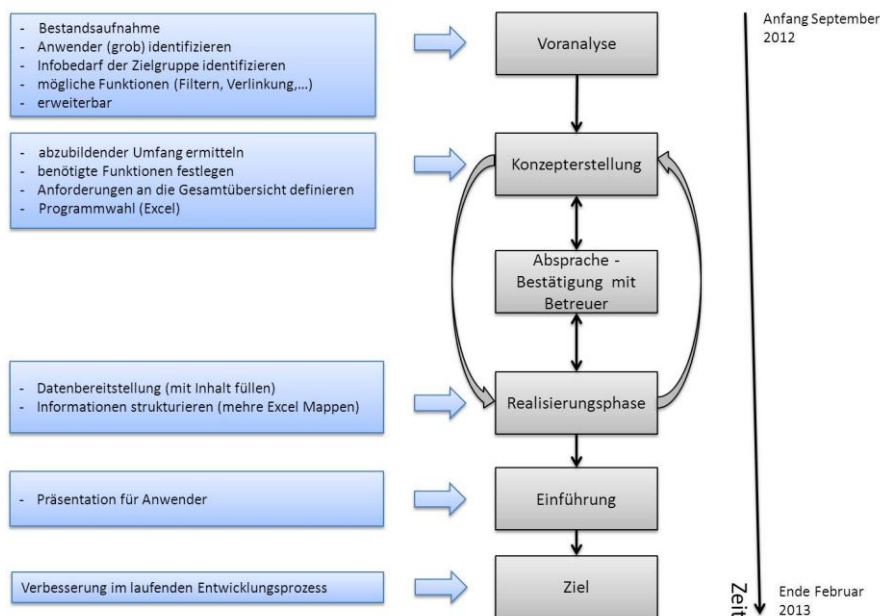 - Bestandsaufnahme
- Anwender (grob) identifizieren
- Infobedarf der Zielgruppe identifizieren
- mögliche Funktionen (Filtern, Verlinkung,...)
- erweiterbar
Voranalyse
Anfang September
2012
- abzubildender Umfang ermitteln
- benötigte Funktionen festlegen
- Anforderungen an die Gesamtübersicht definieren
- Programmwahl (Excel)
Konzepterstellung
Absprache -
Bestätigung mit
Betreuer
- Datenbereitstellung (mit Inhalt füllen)
- Informationen strukturieren (mehre Excel Mappen)
Realisierungsphase
- Präsentation für Anwender
Einführung
Verbesserung im laufenden Entwicklungsprozess
Ziel
Zeit
Ende Februar
2013